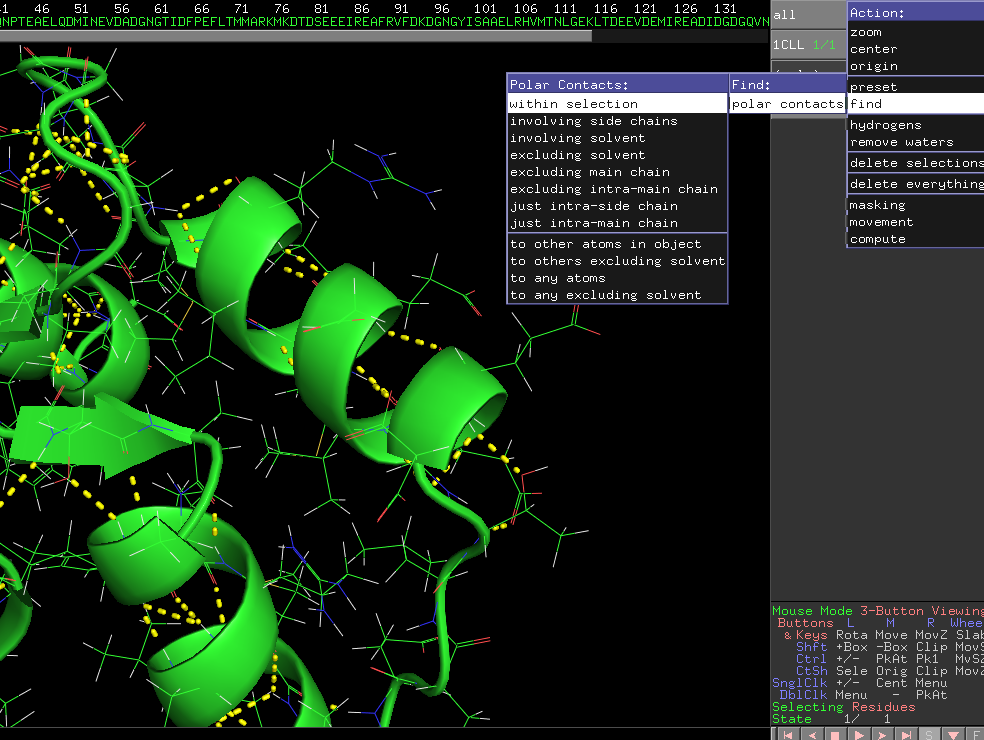 41 46 51 56 61 66 71 76 81 86 91 96 101 106 111 116 121 126 131
QNPTEAELQDMINEVDADGNGTIDFPEFLTMMARKMKDTDSEEEIREAFRVFDKDGNGYISAAELRHVMTNLGEKLTDEEVDEMIREADIDGDGQVN
all
1CLL 1/1
Action:
zoom
center
origin
preset
find
hydrogens
remove waters
delete selections
delete everything
masking
movement
compute
Find:
polar contacts
Polar Contacts:
within selection
involving side chains
involving solvent
excluding solvent
excluding main chain
excluding intra-main chain
just intra-side chain
just intra-main chain
to other atoms in object
to others excluding solvent
to any atoms
to any excluding solvent
Mouse Mode 3-Button Viewing
Buttons L M R Whee
& Keys Rota Move MovZ Slab
Shft +Box -Box Clip MovS
Ctrl +/- PkAt Pk1 MvSZ
CtSh Sele Orig Clip MovZ
SnglClk +/- Cent Menu
DblClk Menu - PkAt
Selecting Residues
State 1/ 1
S F